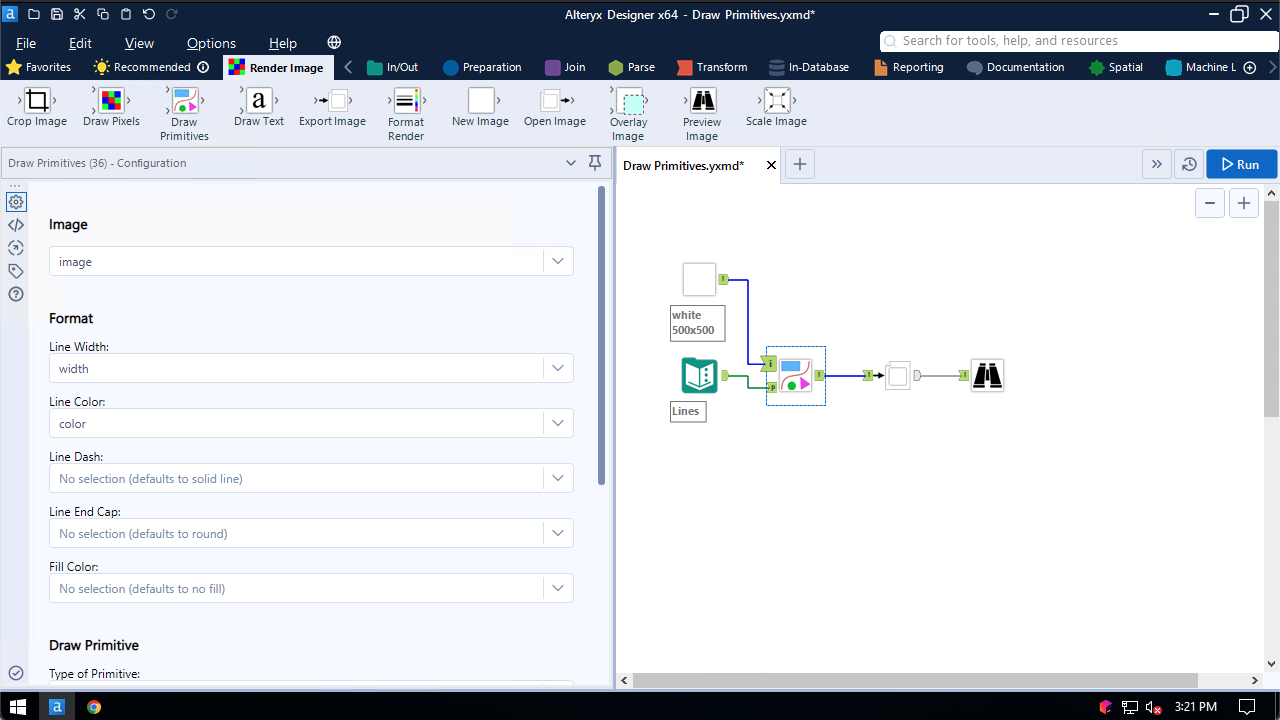 Alteryx Designer x64 - Draw Primitives.yxmd*
File Edit View Options Help
Search for tools, help, and resources
Favorites Recommended Render Image In/Out Preparation Join Parse Transform In-Database Reporting Documentation Spatial Machine L
Crop Image Draw Pixels Draw Primitives Draw Text Export Image Format Render New Image Open Image Overlay Image Preview Image Scale Image
Draw Primitives (36) - Configuration
Draw Primitives.yxmd*
Run
Image
image
Format
Line Width:
width
Line Color:
color
Line Dash:
No selection (defaults to solid line)
Line End Cap:
No selection (defaults to round)
Fill Color:
No selection (defaults to no fill)
Draw Primitive
Type of Primitive:
white
500x500
Lines
3:21 PM